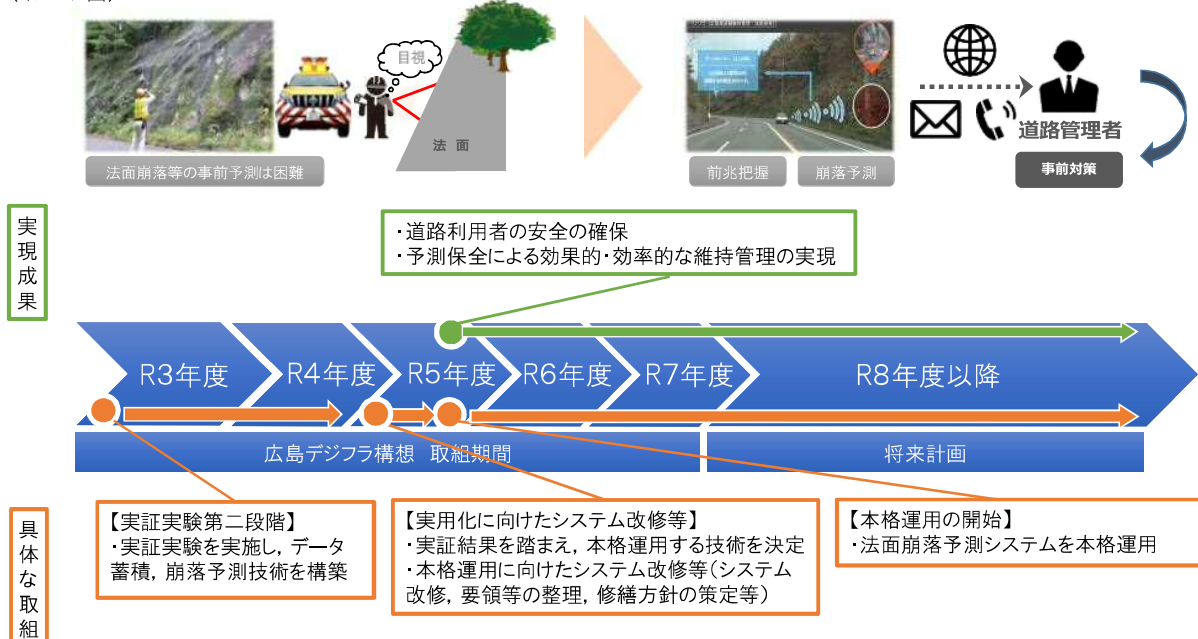 目視
法面
法面崩落等の事前予測は困難
前兆把握
崩落予測
道路管理者
事前対策
実現成果
・道路利用者の安全の確保
・予測保全による効果的・効率的な維持管理の実現
R3年度
R4年度
R5年度
R6年度
R7年度
R8年度以降
広島デジフラ構想 取組期間
将来計画
具体な取組
【実証実験第二段階】
・実証実験を実施し，データ
蓄積，崩落予測技術を構築
【実用化に向けたシステム改修等】
・実証結果を踏まえ，本格運用する技術を決定
・本格運用に向けたシステム改修等（システム
改修，要領等の整理，修繕方針の策定等）
【本格運用の開始】
・法面崩落予測システムを本格運用